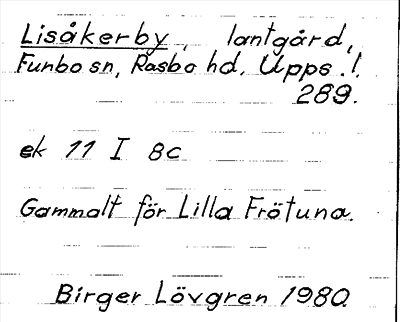 Lisåkerby, lantgård,
Funbo sn, Rasbo hd. Upps. l.
289.
ek 11 I 8c
Gammalt för Lilla Frötuna.
Birger Lövgren 1980.